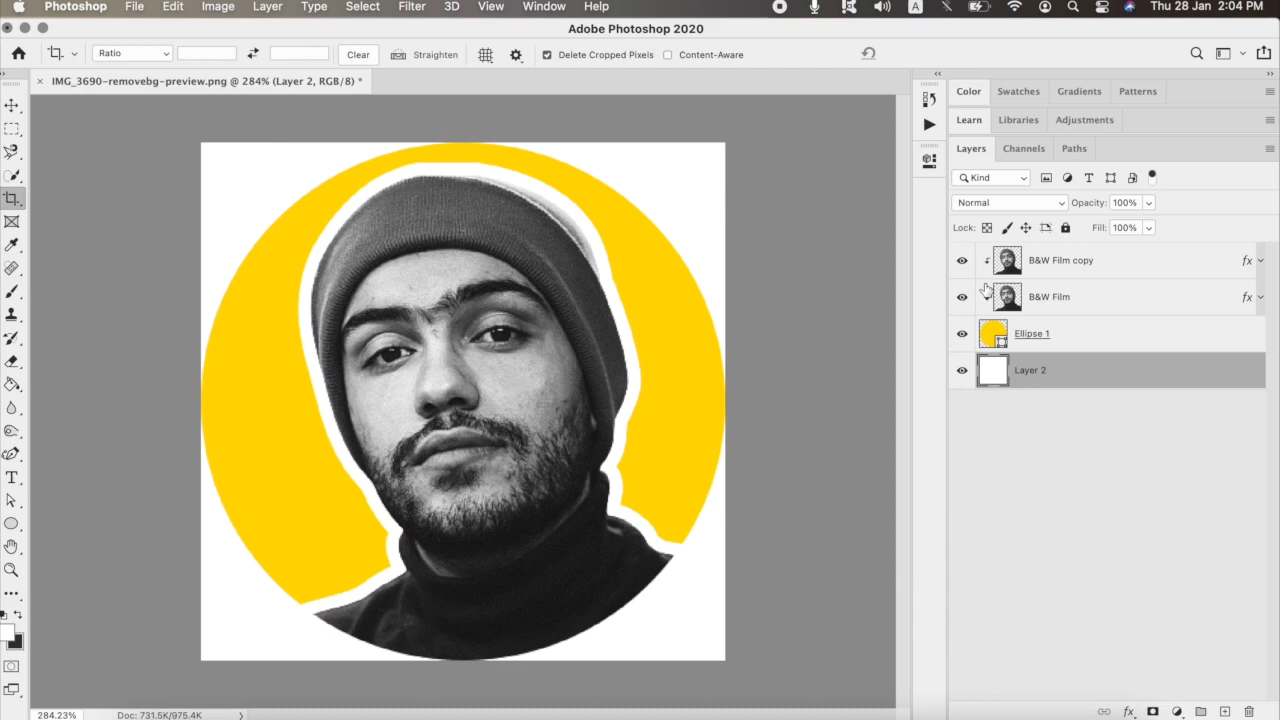 Photoshop File Edit Image Layer Type Select Filter 3D View Window Help A Thu 28 Jan 2:04 PM
Adobe Photoshop 2020
Ratio Clear Straighten Delete Cropped Pixels Content-Aware
× IMG_3690-removebg-preview.png @ 284% (Layer 2, RGB/8) *
Color Swatches Gradients Patterns
Learn Libraries Adjustments
Layers Channels Paths
Kind
Normal Opacity: 100%
Lock: Fill: 100%
B&W Film copy fx
B&W Film fx
Ellipse 1
Layer 2
284.23% Doc: 731.5K/975.4K
fx